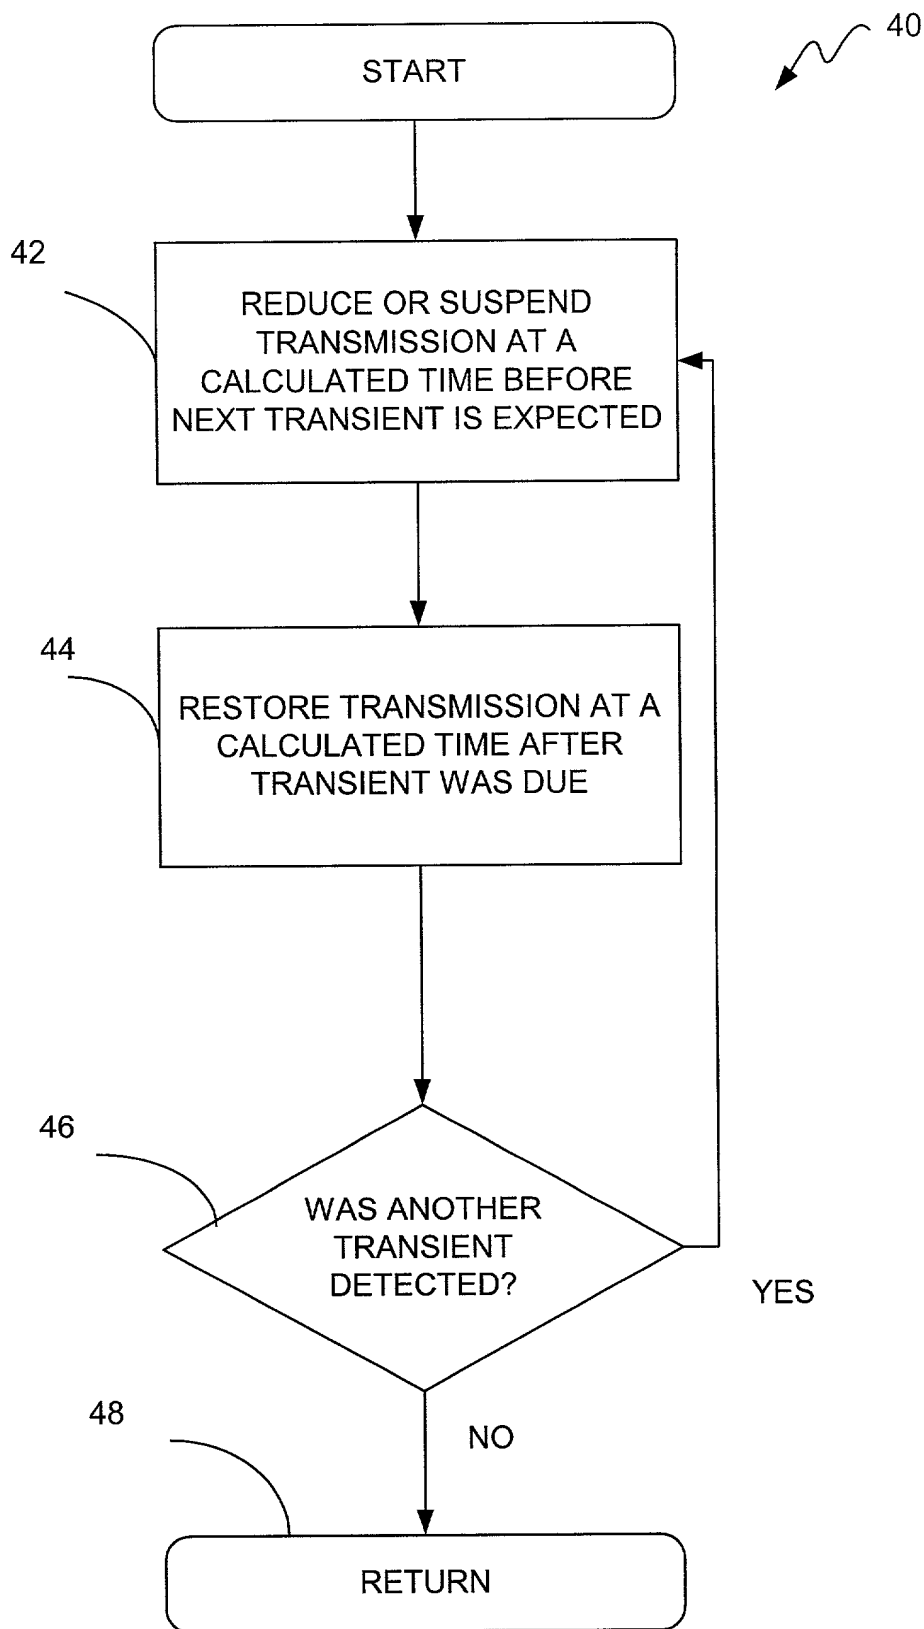 40
START
42
REDUCE OR SUSPEND
TRANSMISSION AT A
CALCULATED TIME BEFORE
NEXT TRANSIENT IS EXPECTED
44
RESTORE TRANSMISSION AT A
CALCULATED TIME AFTER
TRANSIENT WAS DUE
46
WAS ANOTHER
TRANSIENT
DETECTED?
YES
48
NO
RETURN